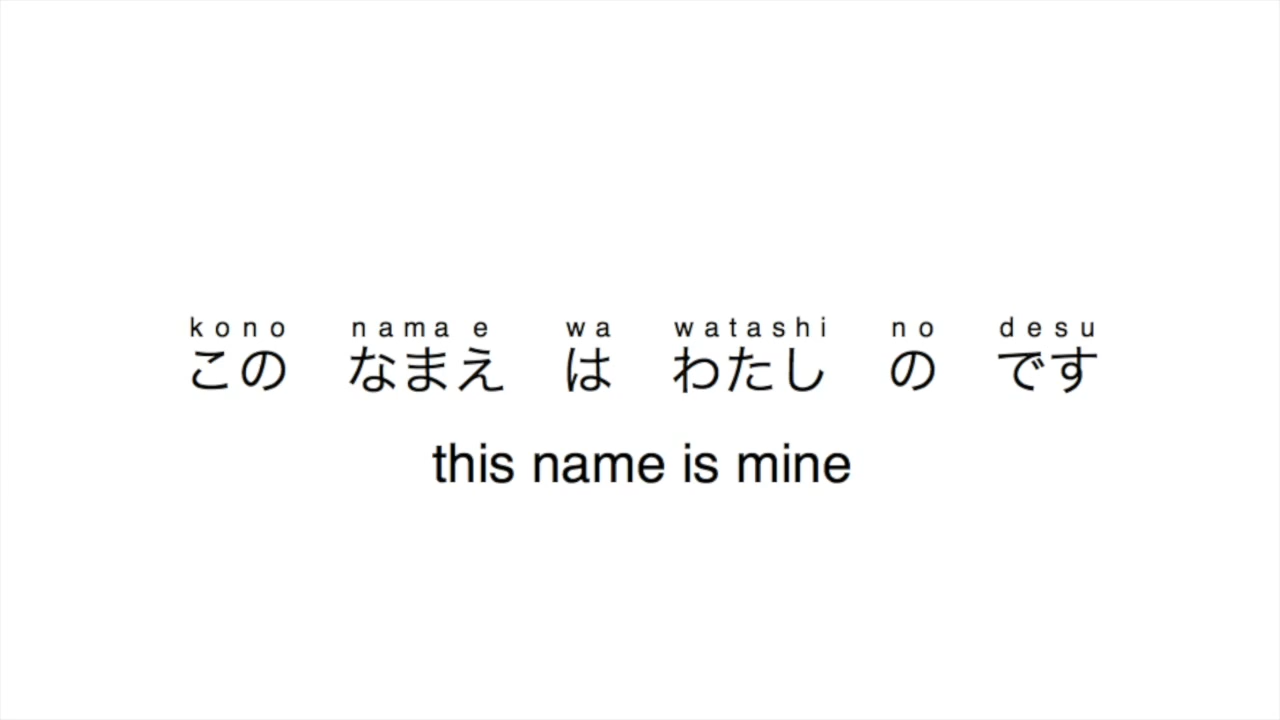 kono namae wa watashi no desu
この なまえ は わたし の です
this name is mine